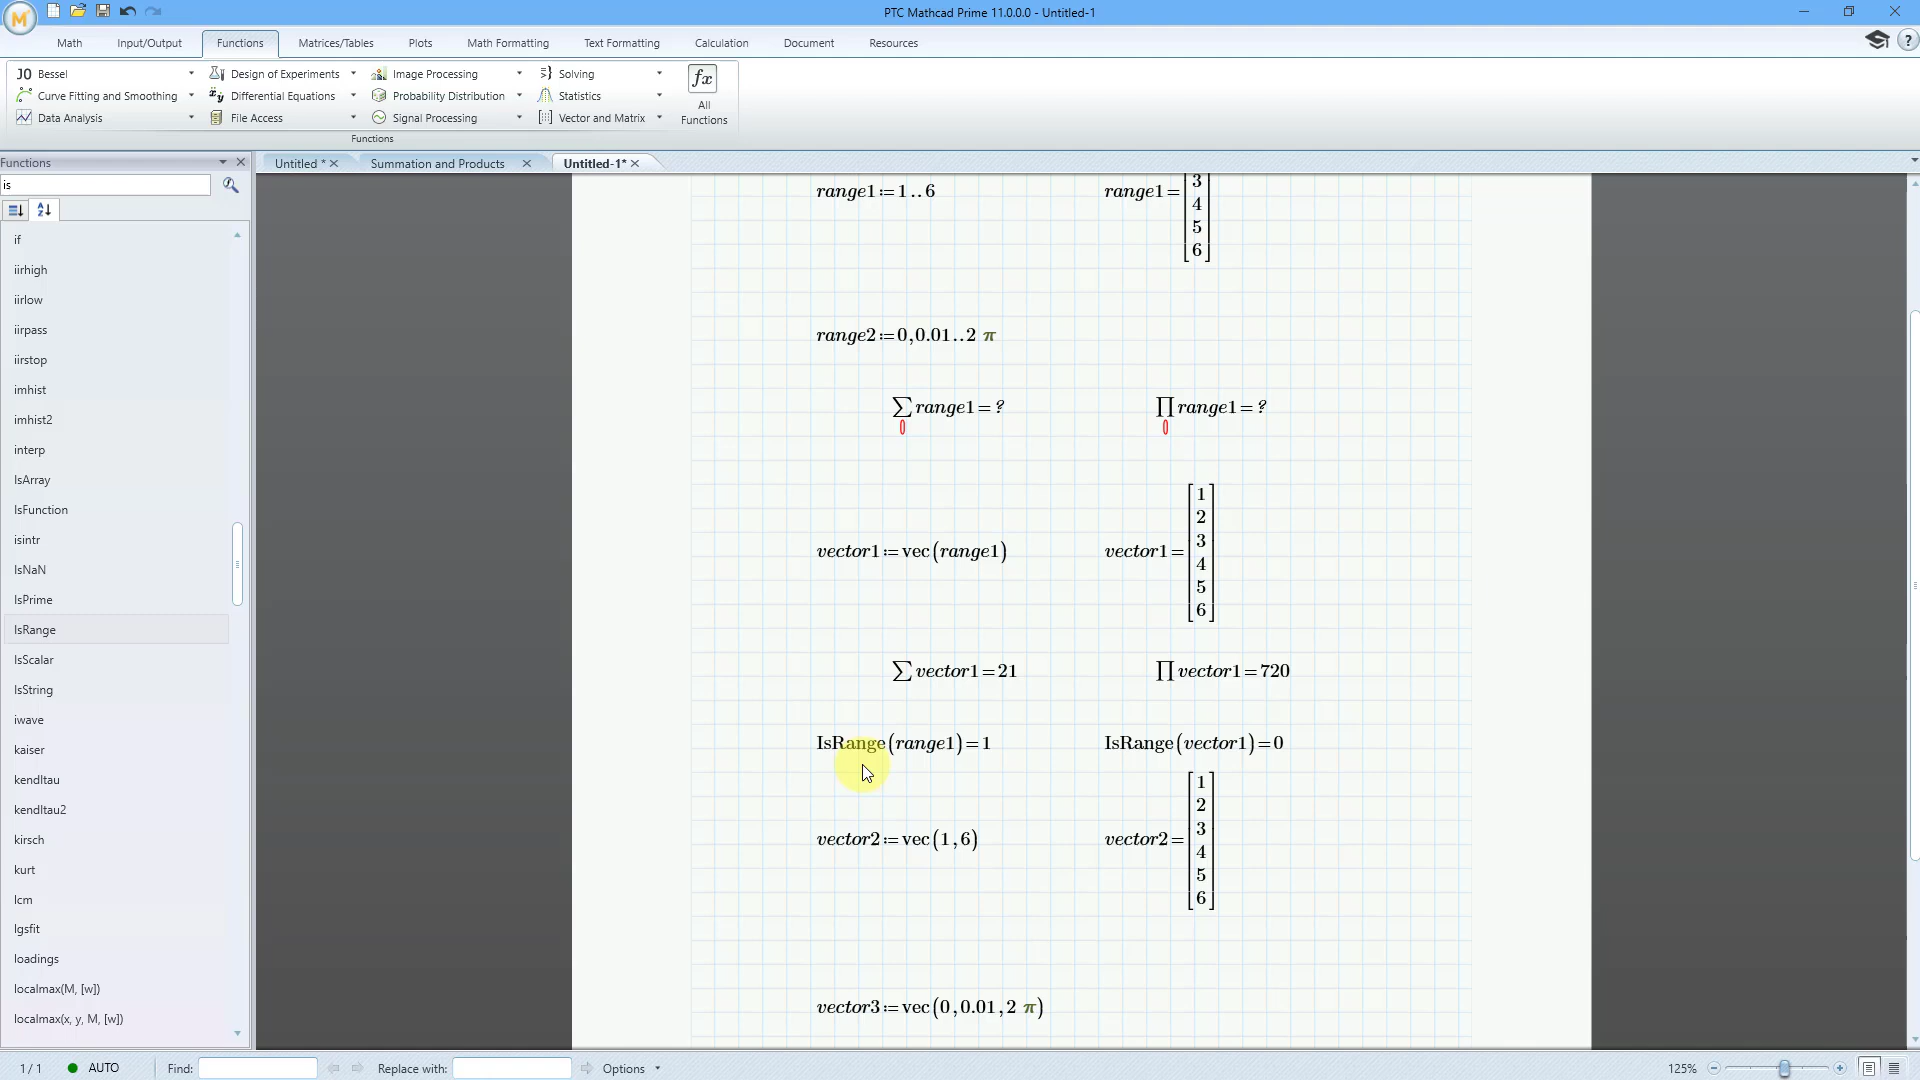 PTC Mathcad Prime 11.0.0.0 - Untitled-1
Math Input/Output Functions Matrices/Tables Plots Math Formatting Text Formatting Calculation Document Resources
Bessel Design of Experiments Image Processing Solving
Curve Fitting and Smoothing Differential Equations Probability Distribution Statistics
Data Analysis File Access Signal Processing Vector and Matrix
fx
All
Functions
Functions
Functions
Untitled * Summation and Products Untitled-1*
is
if
iirhigh
iirlow
iirpass
iirstop
imhist
imhist2
interp
IsArray
IsFunction
isintr
IsNaN
IsPrime
IsRange
IsScalar
IsString
iwave
kaiser
kendltau
kendltau2
kirsch
kurt
lcm
lgsfit
loadings
localmax(M, [w])
localmax(x, y, M, [w])
range1:=1..6
range1=
3
4
5
6
range2:=0,0.01..2 π
∑range1=?
∏range1=?
vector1:=vec(range1)
vector1=
1
2
3
4
5
6
∑vector1=21
∏vector1=720
IsRange(range1)=1
IsRange(vector1)=0
vector2:=vec(1,6)
vector2=
1
2
3
4
5
6
vector3:=vec(0,0.01,2 π)
1 / 1 AUTO Find: Replace with: Options 125%